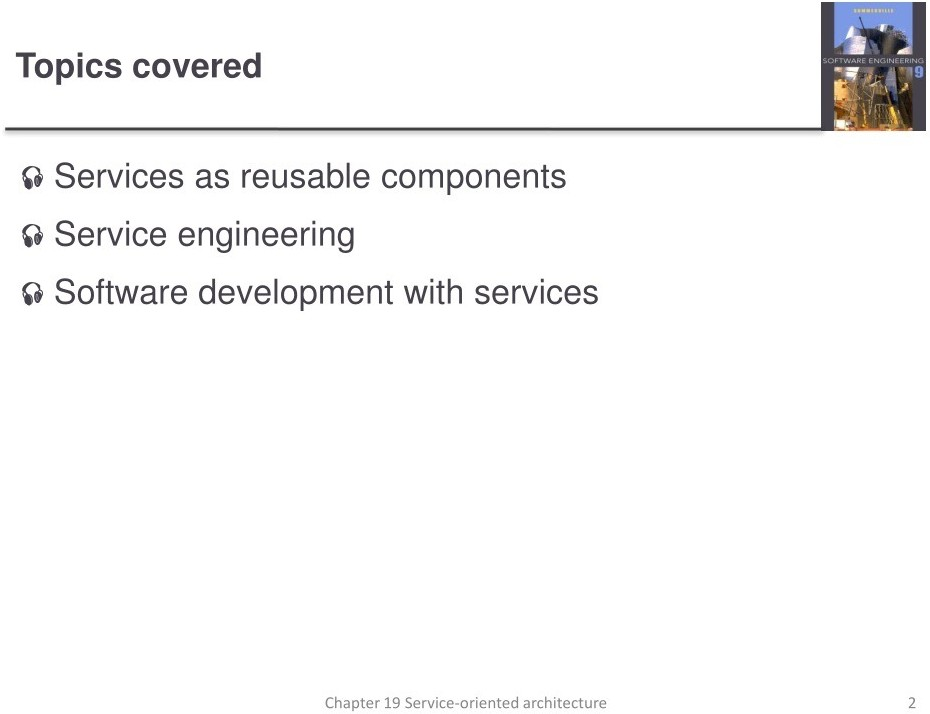 Topics covered
SOMMERVILLE
SOFTWARE ENGINEERING
9
Services as reusable components
Service engineering
Software development with services
Chapter 19 Service-oriented architecture
2